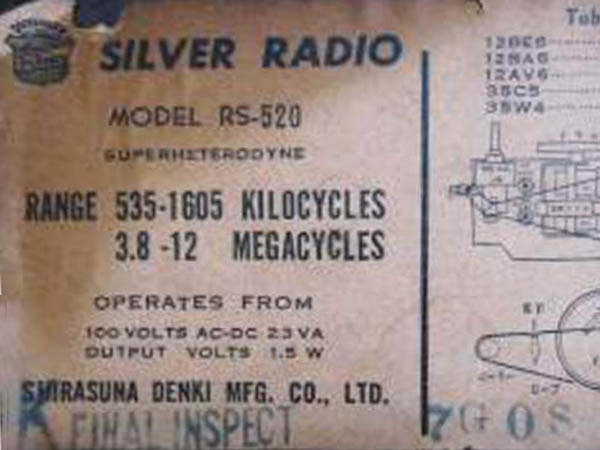 SILVER RADIO
MODEL RS-520
SUPERHETERODYNE
RANGE 535-1605 KILOCYCLES
3.8-12 MEGACYCLES
OPERATES FROM
100 VOLTS AC-DC 23 VA
OUTPUT VOLTS 1.5 W
SHIRASUNA DENKI MFG. CO., LTD.
FINAL INSPECT
Tub
12BE6
12BA6
12AV6
35C5
35W4
7G08